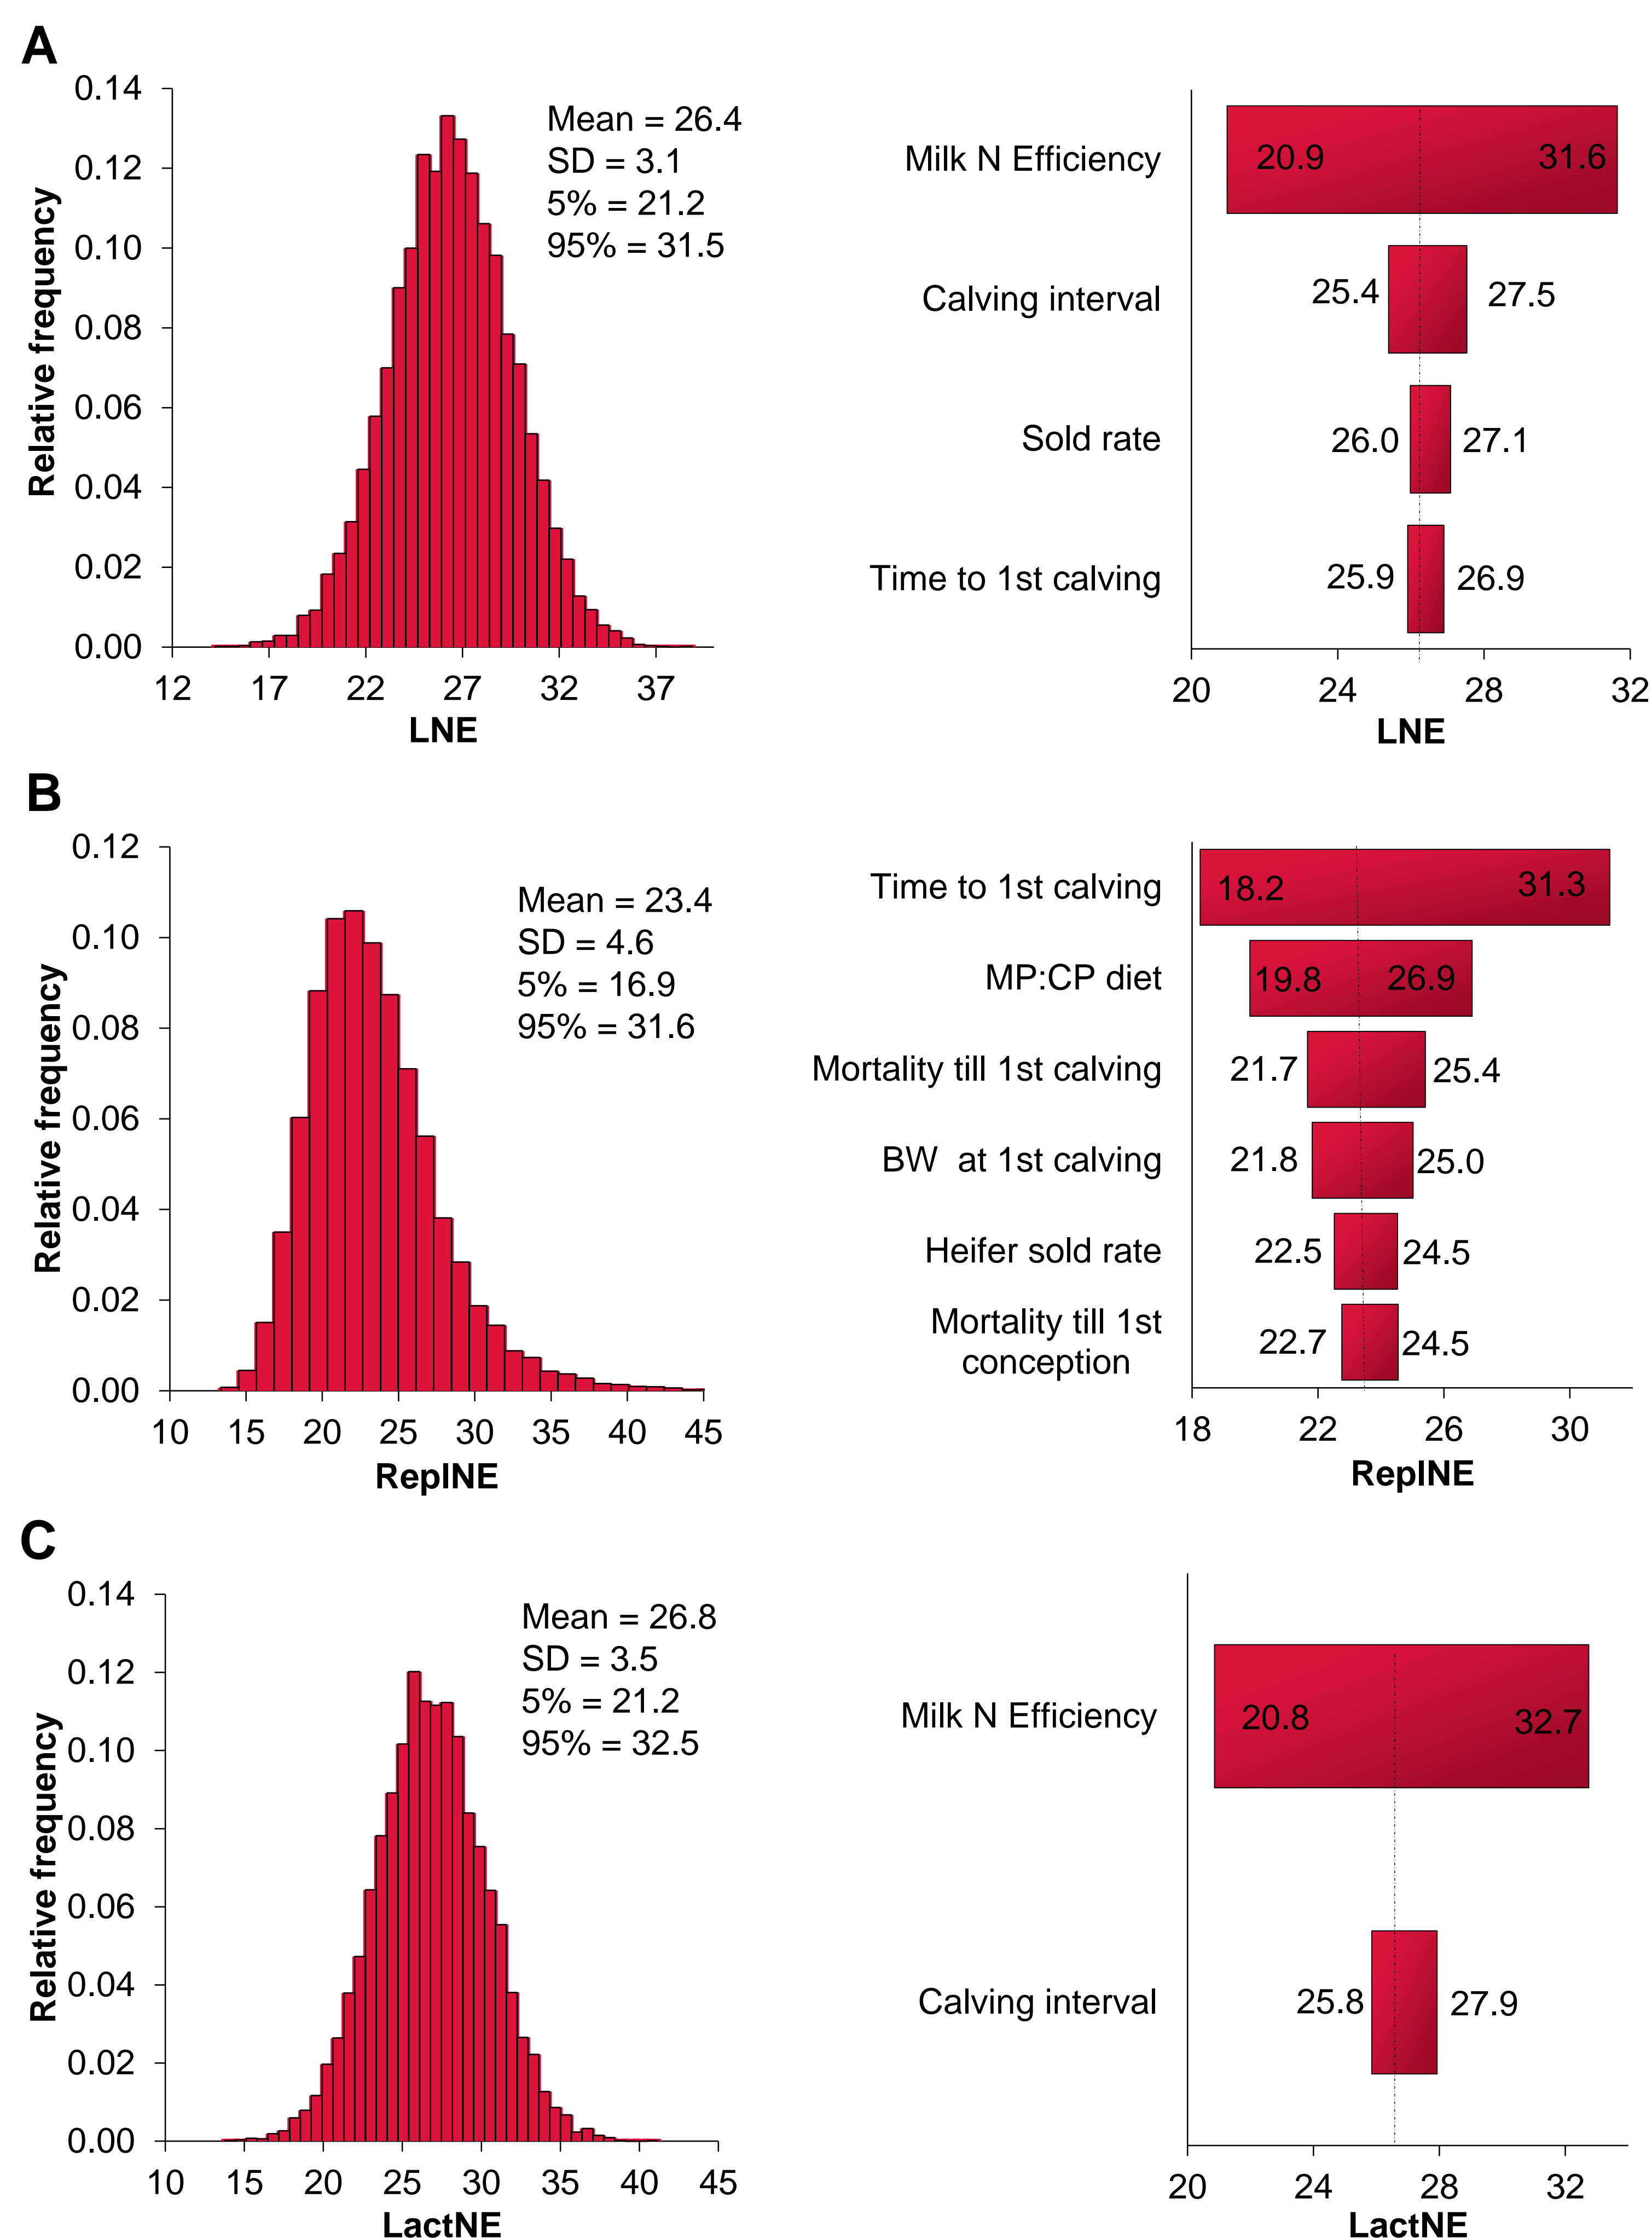 A
0.14
0.12
0.10
0.08
0.06
0.04
0.02
0.00
Relative frequency
Mean = 26.4
SD = 3.1
5% = 21.2
95% = 31.5
12 17 22 27 32 37
LNE
Milk N Efficiency 20.9 31.6
Calving interval 25.4 27.5
Sold rate 26.0 27.1
Time to 1st calving 25.9 26.9
20 24 28 32
LNE
B
0.12
0.10
0.08
0.06
0.04
0.02
0.00
Relative frequency
Mean = 23.4
SD = 4.6
5% = 16.9
95% = 31.6
10 15 20 25 30 35 40 45
ReplNE
Time to 1st calving 18.2 31.3
MP:CP diet 19.8 26.9
Mortality till 1st calving 21.7 25.4
BW at 1st calving 21.8 25.0
Heifer sold rate 22.5 24.5
Mortality till 1st
conception 22.7 24.5
18 22 26 30
ReplNE
C
0.14
0.12
0.10
0.08
0.06
0.04
0.02
0.00
Relative frequency
Mean = 26.8
SD = 3.5
5% = 21.2
95% = 32.5
10 15 20 25 30 35 40 45
LactNE
Milk N Efficiency 20.8 32.7
Calving interval 25.8 27.9
20 24 28 32
LactNE